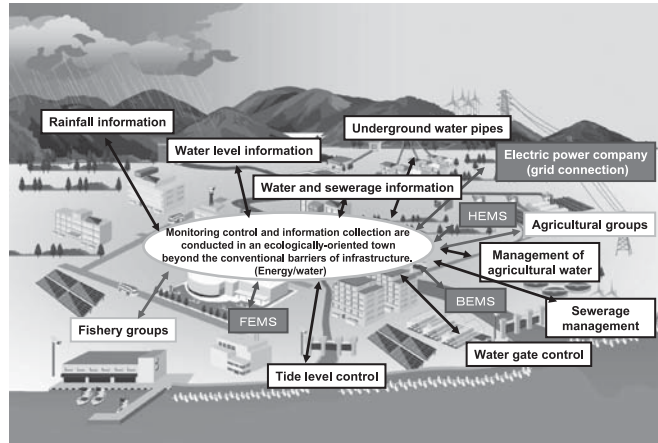 Rainfall information
Underground water pipes
Water level information
Electric power company
(grid connection)
Water and sewerage information
HEMS
Agricultural groups
Monitoring control and information collection are
conducted in an ecologically-oriented town
beyond the conventional barriers of infrastructure.
(Energy/water)
Management of
agricultural water
BEMS
Sewerage
management
Fishery groups
FEMS
Water gate control
Tide level control